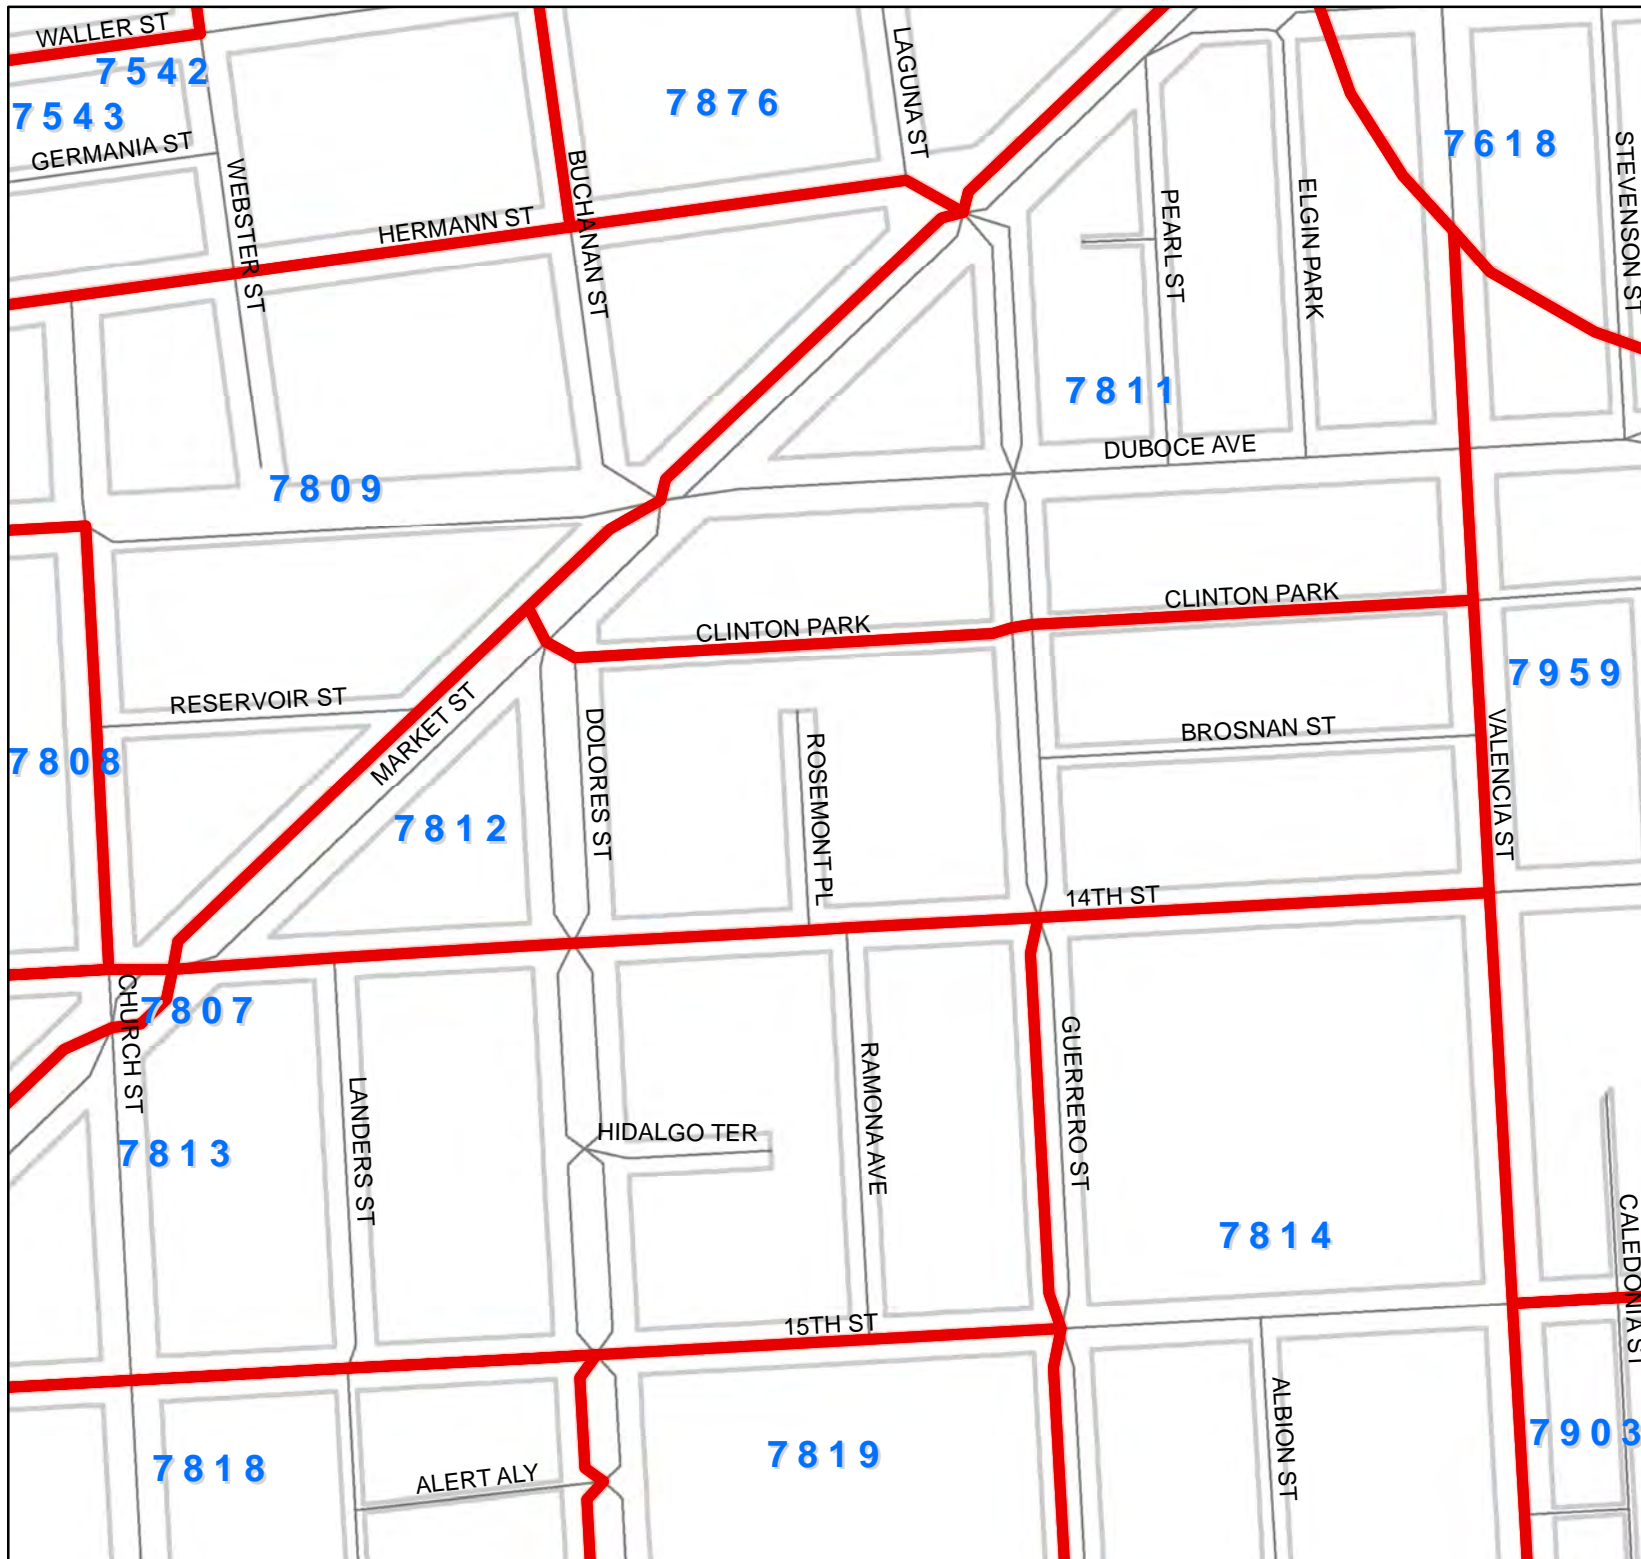 WALLER ST
7542
7543
GERMANIA ST
WEBSTER ST
HERMANN ST
BUCHANAN ST
7876
LAGUNA ST
PEARL ST
ELGIN PARK
7618
STEVENSON ST
7811
DUBOCE AVE
7809
CLINTON PARK
CLINTON PARK
7959
RESERVOIR ST
MARKET ST
DOLORES ST
ROSEMONT PL
BROSNAN ST
VALENCIA ST
7808
7812
14TH ST
CHURCH ST
7807
LANDERS ST
HIDALGO TER
RAMONA AVE
GUERRERO ST
7813
7814
CALEDONIA ST
15TH ST
ALBION ST
7903
7818
ALERT ALY
7819